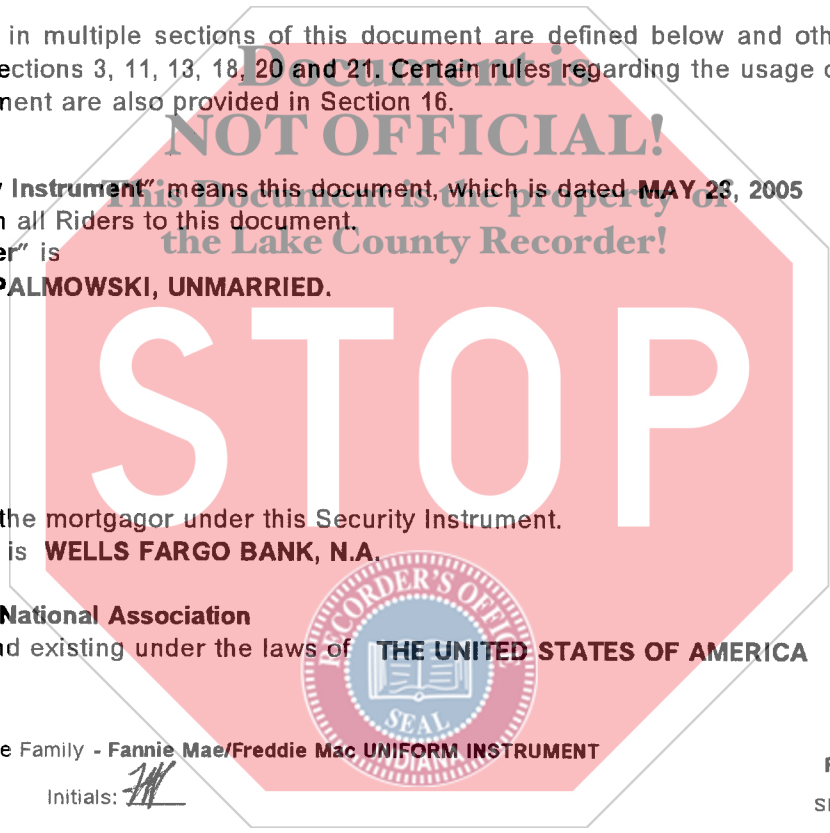 in multiple sections of this document are defined below and oth
ections 3, 11, 13, 18, 20 and 21. Certain rules regarding the usage
ment are also provided in Section 16.
Document is
NOT OFFICIAL!
This Document is the property of
the Lake County Recorder!
Instrument" means this document, which is dated MAY 23, 2005
all Riders to this document.
er" is
PALMOWSKI, UNMARRIED.
STOP
the mortgagor under this Security Instrument.
is WELLS FARGO BANK, N.A.
National Association
nd existing under the laws of THE UNITED STATES OF AMERICA
RECORDER'S OFFICE
SEAL
INDIANA
e Family - Fannie Mae/Freddie Mac UNIFORM INSTRUMENT
Initials: